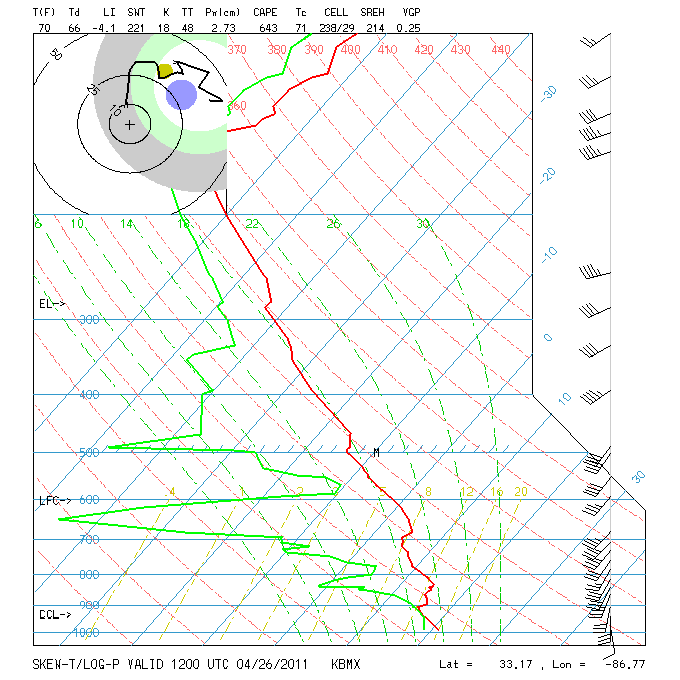 T(F) Td LI SWT K TT Pw(cm) CAPE Tc CELL SREH VGP
70 66 -4.1 221 18 48 2.73 643 71 238/29 214 0.25
50
370 380 390 400 420 430 440
25
-30
10
360
-20
6 10 14 18 22 26 30
-10
EL->
300
0
400
10
500 M
30
4 8 12 16 20
LFC->
600
700
800
900
CCL->
1000
SKEW-T/LOG-P VALID 1200 UTC 04/26/2011 KBMX Lat = 33.17 , Lon = -86.77